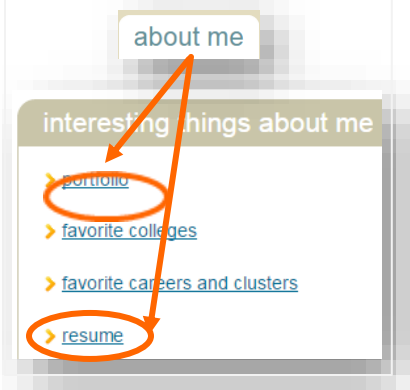 about me
interesting things about me
portfolio
favorite colleges
favorite careers and clusters
resume